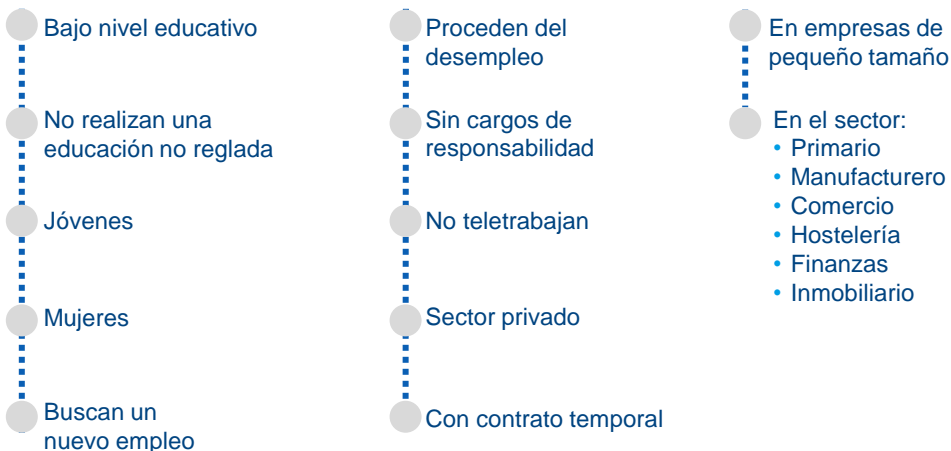 Bajo nivel educativo
No realizan una
educación no reglada
Jóvenes
Mujeres
Buscan un
nuevo empleo
Proceden del
desempleo
Sin cargos de
responsabilidad
No teletrabajan
Sector privado
Con contrato temporal
En empresas de
pequeño tamaño
En el sector:
• Primario
• Manufacturero
• Comercio
• Hostelería
• Finanzas
• Inmobiliario